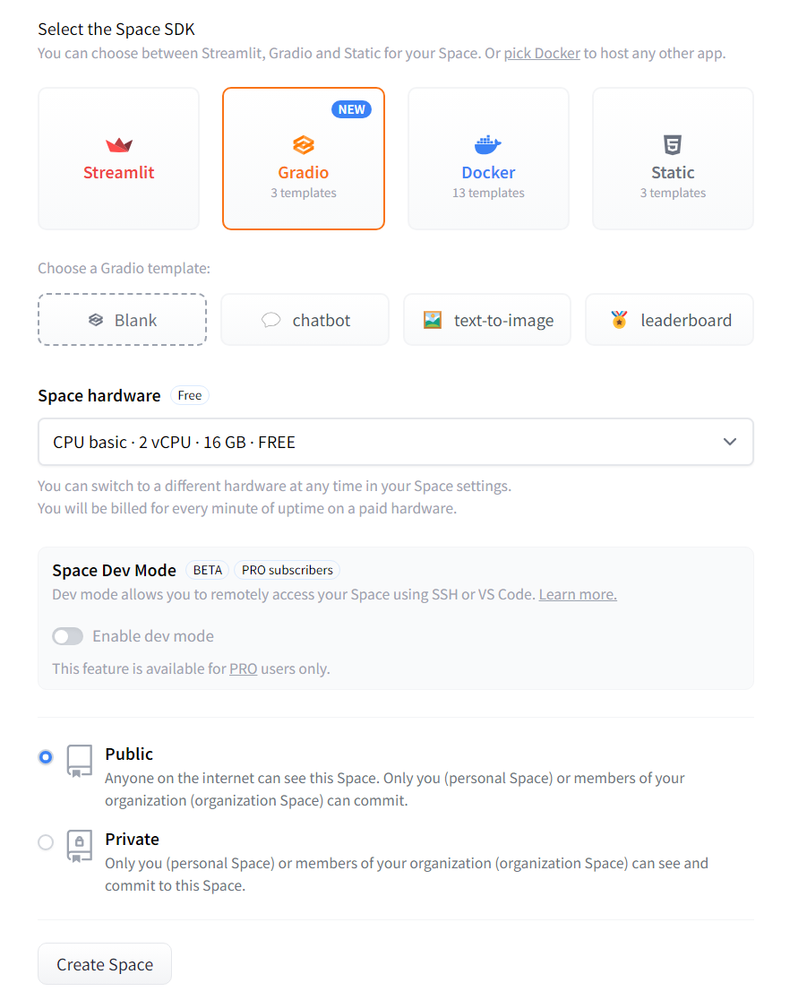 Select the Space SDK
You can choose between Streamlit, Gradio and Static for your Space. Or pick Docker to host any other app.
NEW
Streamlit
Gradio
3 templates
Docker
13 templates
Static
3 templates
Choose a Gradio template:
Blank
chatbot
text-to-image
leaderboard
Space hardware Free
CPU basic · 2 vCPU · 16 GB · FREE
You can switch to a different hardware at any time in your Space settings.
You will be billed for every minute of uptime on a paid hardware.
Space Dev Mode BETA PRO subscribers
Dev mode allows you to remotely access your Space using SSH or VS Code. Learn more.
Enable dev mode
This feature is available for PRO users only.
Public
Anyone on the internet can see this Space. Only you (personal Space) or members of your
organization (organization Space) can commit.
Private
Only you (personal Space) or members of your organization (organization Space) can see and
commit to this Space.
Create Space